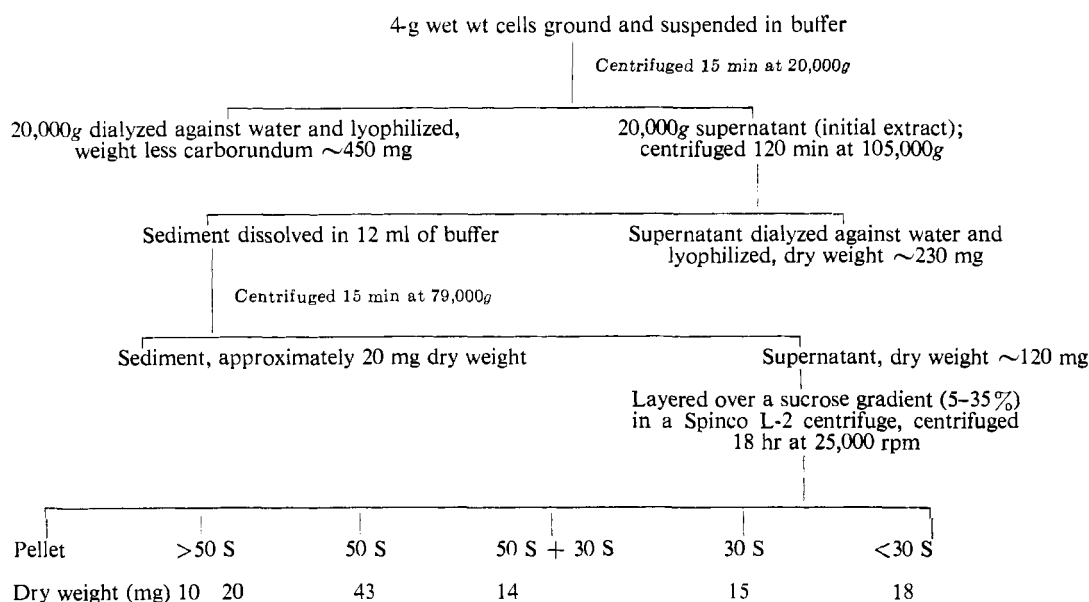 4-g wet wt cells ground and suspended in buffer
Centrifuged 15 min at 20,000g
20,000g dialyzed against water and lyophilized,
weight less carborundum ~450 mg
20,000g supernatant (initial extract);
centrifuged 120 min at 105,000g
Sediment dissolved in 12 ml of buffer
Supernatant dialyzed against water and
lyophilized, dry weight ~230 mg
Centrifuged 15 min at 79,000g
Sediment, approximately 20 mg dry weight
Supernatant, dry weight ~120 mg
Layered over a sucrose gradient (5–35%)
in a Spinco L-2 centrifuge, centrifuged
18 hr at 25,000 rpm
Pellet >50 S 50 S 50 S + 30 S 30 S <30 S
Dry weight (mg) 10 20 43 14 15 18